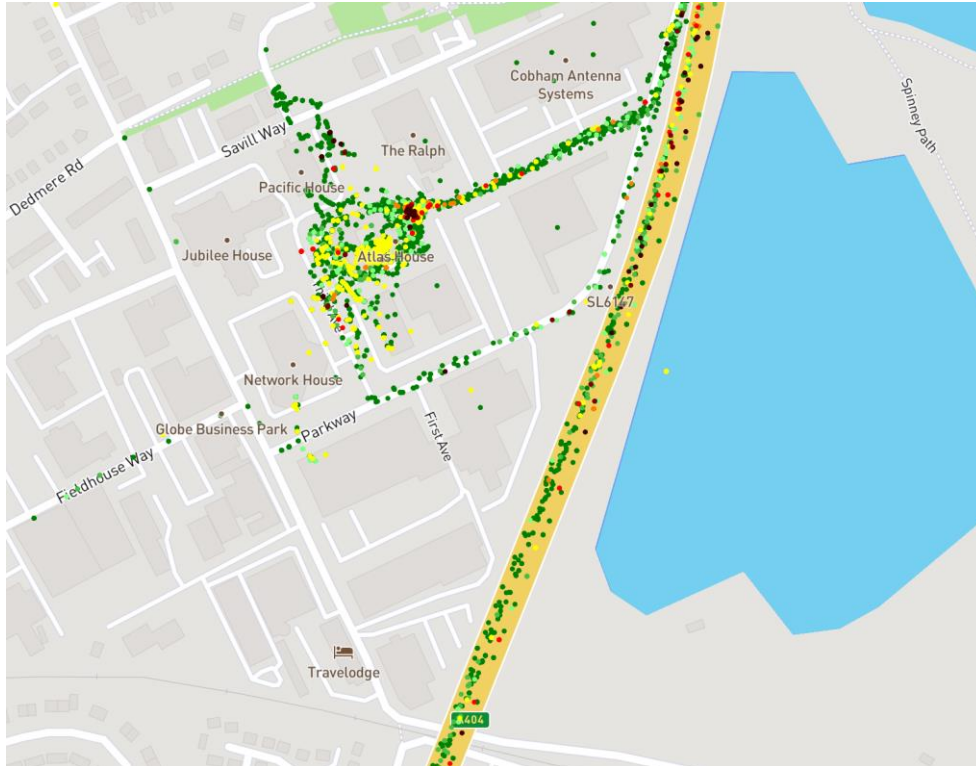 Cobham Antenna
Systems
Spinney Path
Savill Way
The Ralph
Dedmere Rd
Pacific House
Jubilee House
Atlas House
SL6147
Network House
Globe Business Park
Parkway
First Ave
Fieldhouse Way
Travelodge
A404